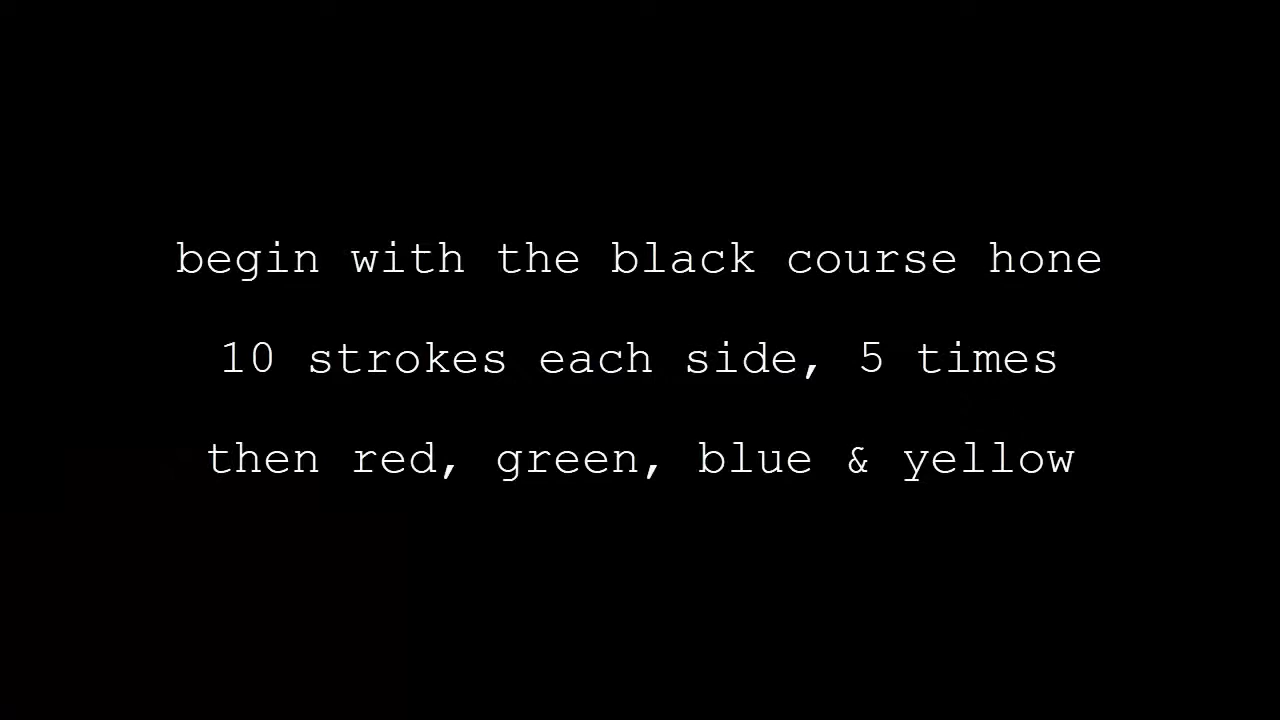 begin with the black course hone
10 strokes each side, 5 times
then red, green, blue & yellow